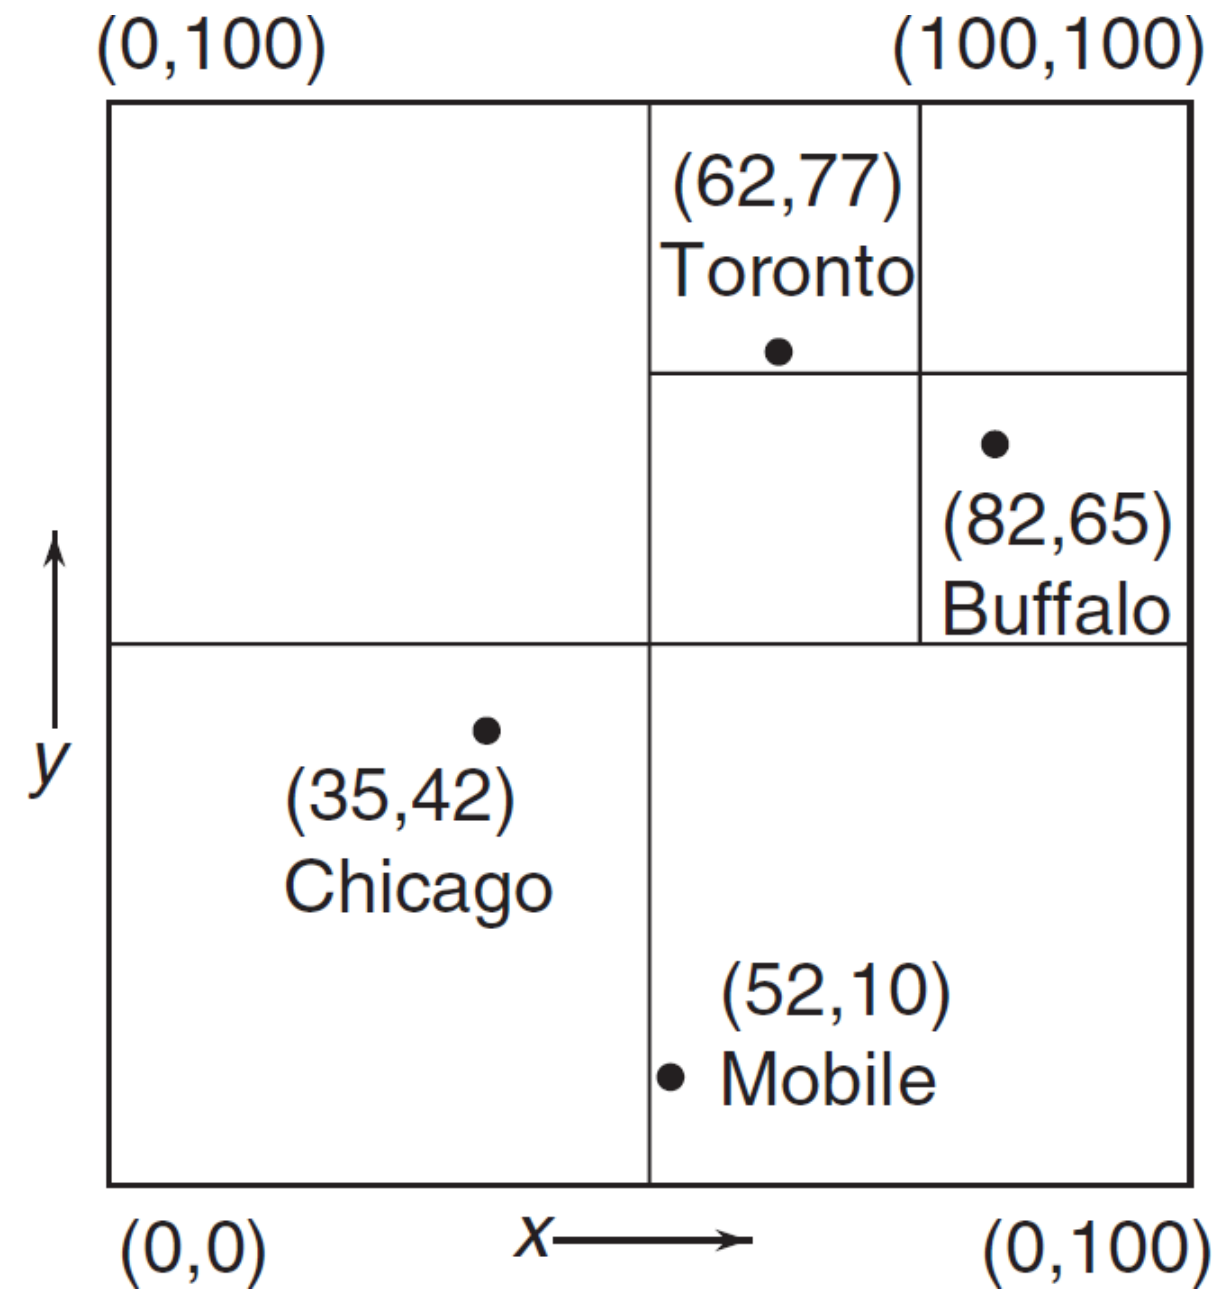 (0,100)
(100,100)
(62,77)
Toronto
(82,65)
Buffalo
y
(35,42)
Chicago
(52,10)
Mobile
(0,0)
x
(0,100)